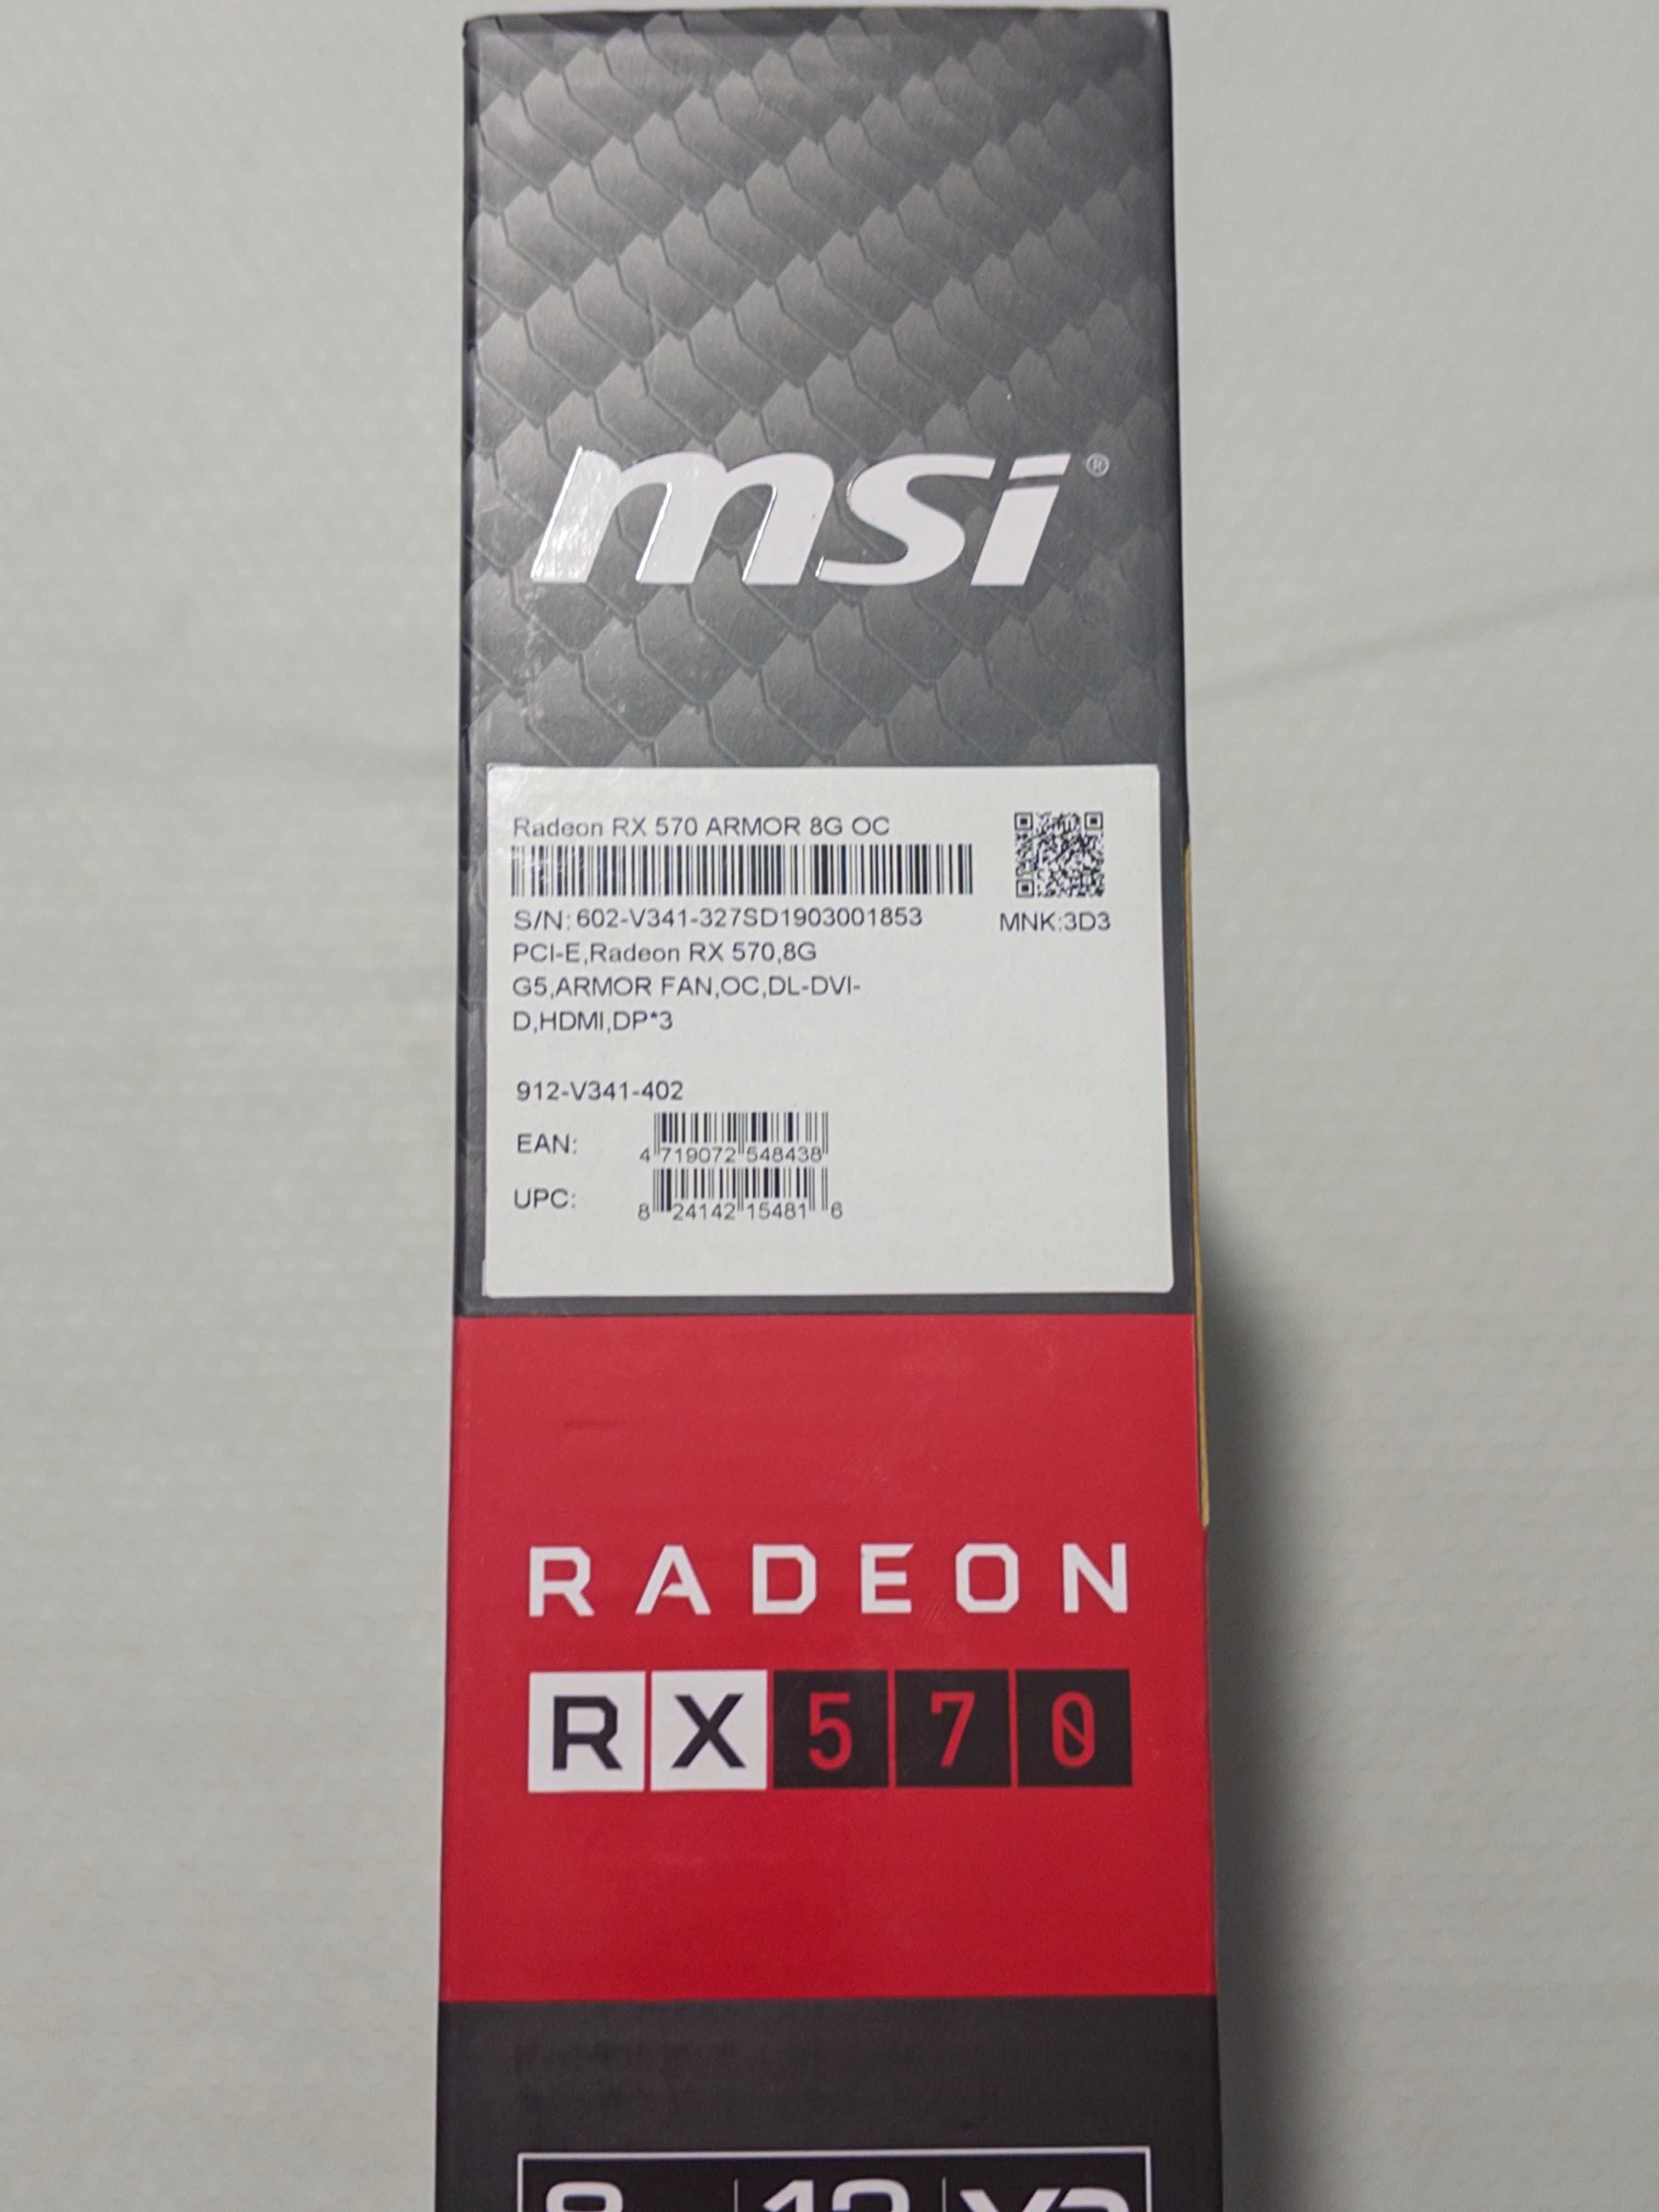 msi®
Radeon RX 570 ARMOR 8G OC
S/N: 602-V341-327SD1903001853
MNK:3D3
PCI-E,Radeon RX 570,8G
G5,ARMOR FAN,OC,DL-DVI-
D,HDMI,DP*3
912-V341-402
EAN:
4 719072 548438
UPC:
8 24142 15481 6
RADEON
RX570